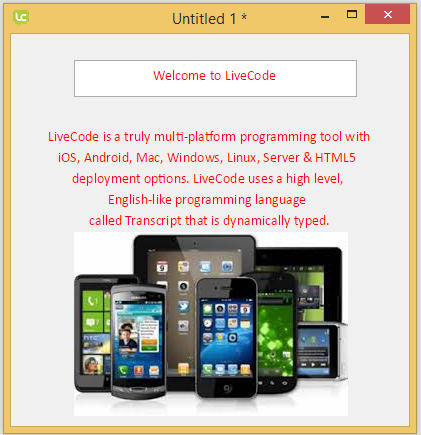 LC
Untitled 1 *
Welcome to LiveCode
LiveCode is a truly multi-platform programming tool with
iOS, Android, Mac, Windows, Linux, Server & HTML5
deployment options. LiveCode uses a high level,
English-like programming language
called Transcript that is dynamically typed.